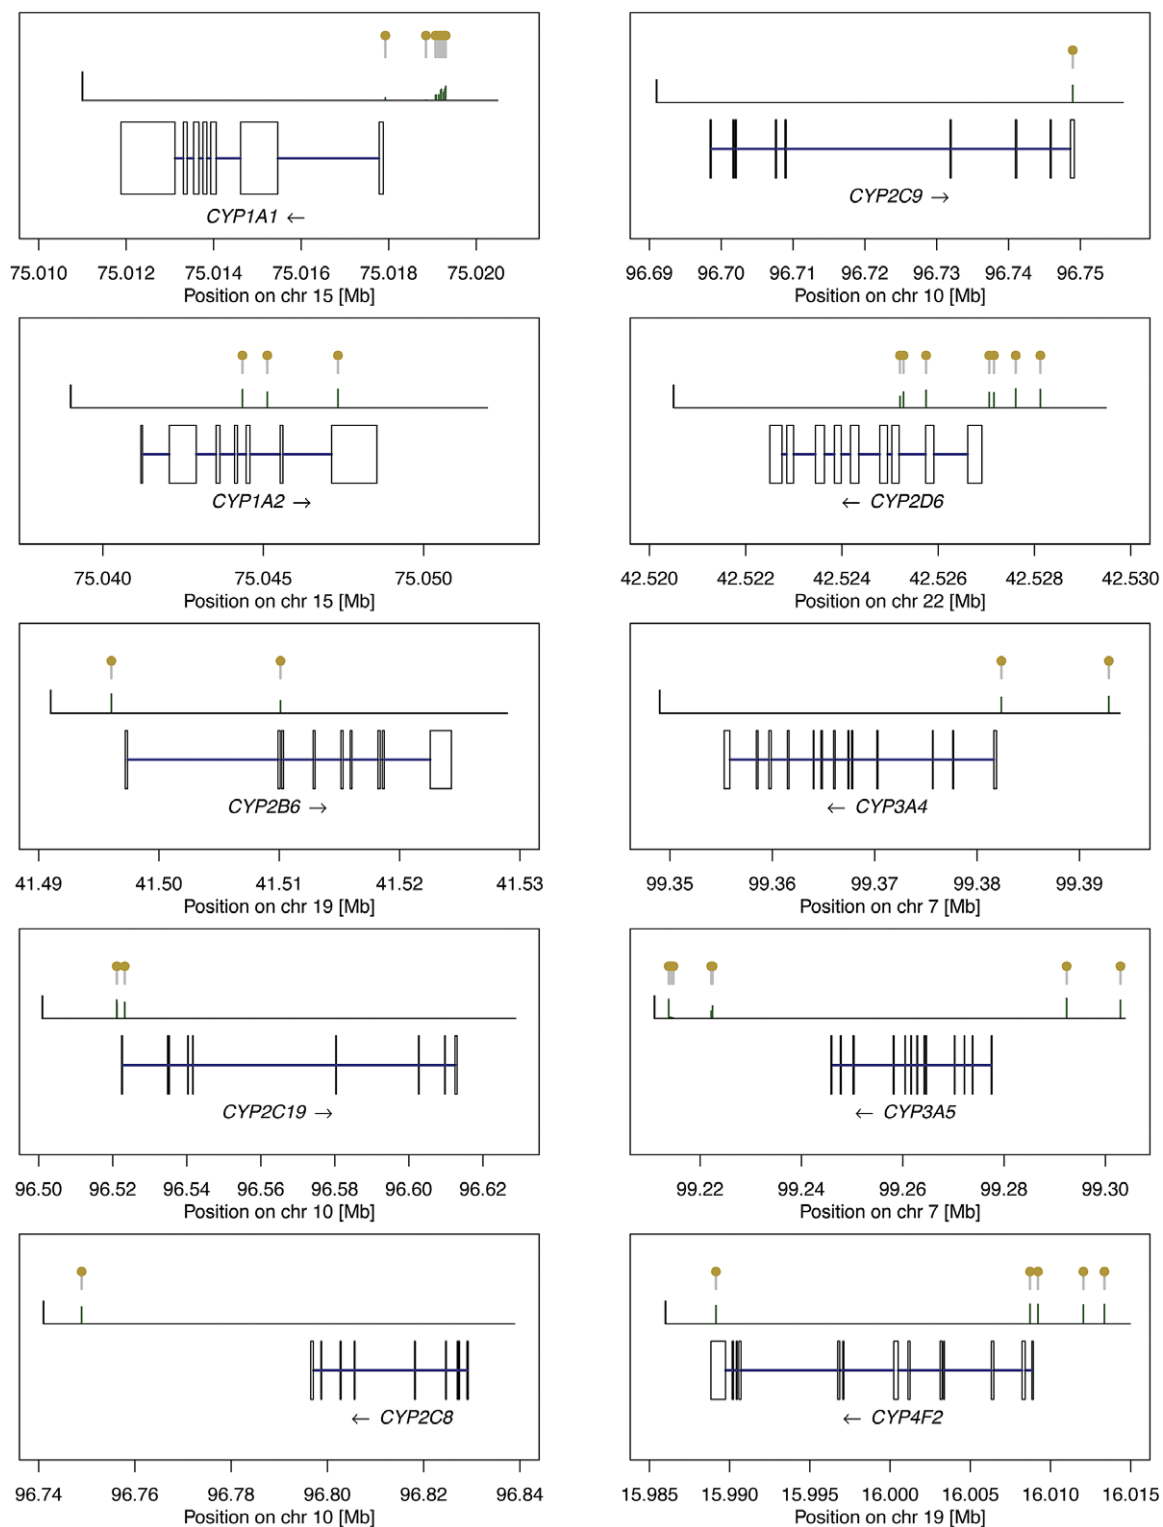 CYP1A1 ←
75.010 75.012 75.014 75.016 75.018 75.020
Position on chr 15 [Mb]
CYP2C9 →
96.69 96.70 96.71 96.72 96.73 96.74 96.75
Position on chr 10 [Mb]
CYP1A2 →
75.040 75.045 75.050
Position on chr 15 [Mb]
← CYP2D6
42.520 42.522 42.524 42.526 42.528 42.530
Position on chr 22 [Mb]
CYP2B6 →
41.49 41.50 41.51 41.52 41.53
Position on chr 19 [Mb]
← CYP3A4
99.35 99.36 99.37 99.38 99.39
Position on chr 7 [Mb]
CYP2C19 →
96.50 96.52 96.54 96.56 96.58 96.60 96.62
Position on chr 10 [Mb]
← CYP3A5
99.22 99.24 99.26 99.28 99.30
Position on chr 7 [Mb]
← CYP2C8
96.74 96.76 96.78 96.80 96.82 96.84
Position on chr 10 [Mb]
← CYP4F2
15.985 15.990 15.995 16.000 16.005 16.010 16.015
Position on chr 19 [Mb]